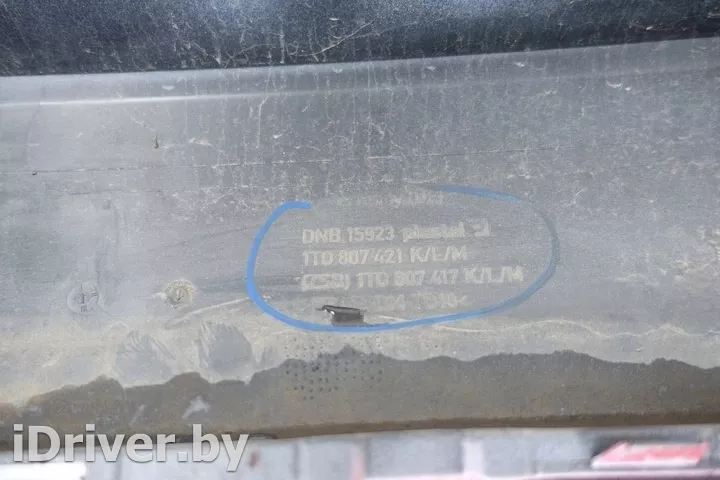 DNB 15923 plastal
1T0 807 421 K/L/M
(ZSB) 1T0 807 417 K/L/M
iDriver.by